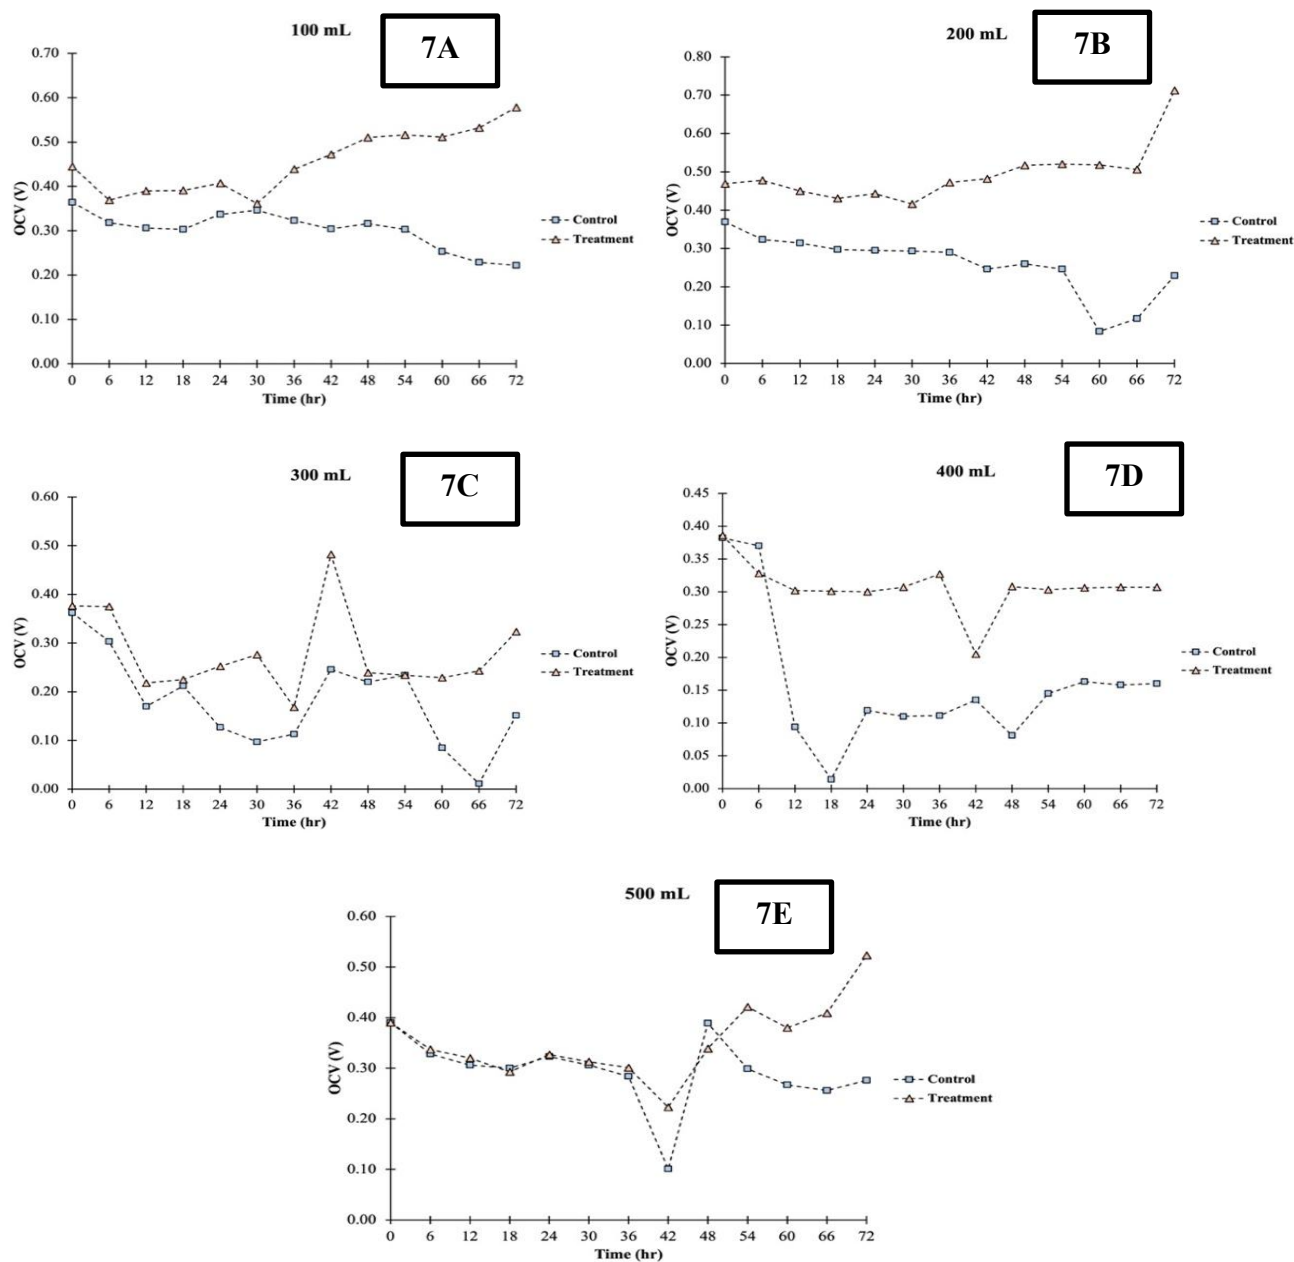 100 mL
7A
0.70
0.60
0.50
0.40
0.30
0.20
0.10
0.00
OCV (V)
0 6 12 18 24 30 36 42 48 54 60 66 72
Time (hr)
Control
Treatment
200 mL
7B
0.80
0.70
0.60
0.50
0.40
0.30
0.20
0.10
0.00
OCV (V)
0 6 12 18 24 30 36 42 48 54 60 66 72
Time (hr)
Control
Treatment
300 mL
7C
0.60
0.50
0.40
0.30
0.20
0.10
0.00
OCV (V)
0 6 12 18 24 30 36 42 48 54 60 66 72
Time (hr)
Control
Treatment
400 mL
7D
0.45
0.40
0.35
0.30
0.25
0.20
0.15
0.10
0.05
0.00
OCV (V)
0 6 12 18 24 30 36 42 48 54 60 66 72
Time (hr)
Control
Treatment
500 mL
7E
0.60
0.50
0.40
0.30
0.20
0.10
0.00
OCV (V)
0 6 12 18 24 30 36 42 48 54 60 66 72
Time (hr)
Control
Treatment